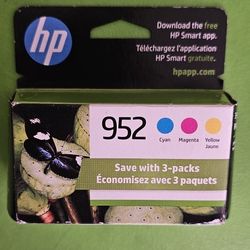 Download the free
HP Smart app.
Téléchargez l'application
HP Smart gratuite.
hpapp.com
hp
952
Cyan
Magenta
Yellow
Jaune
Save with 3-packs
Économisez avec 3 paquets